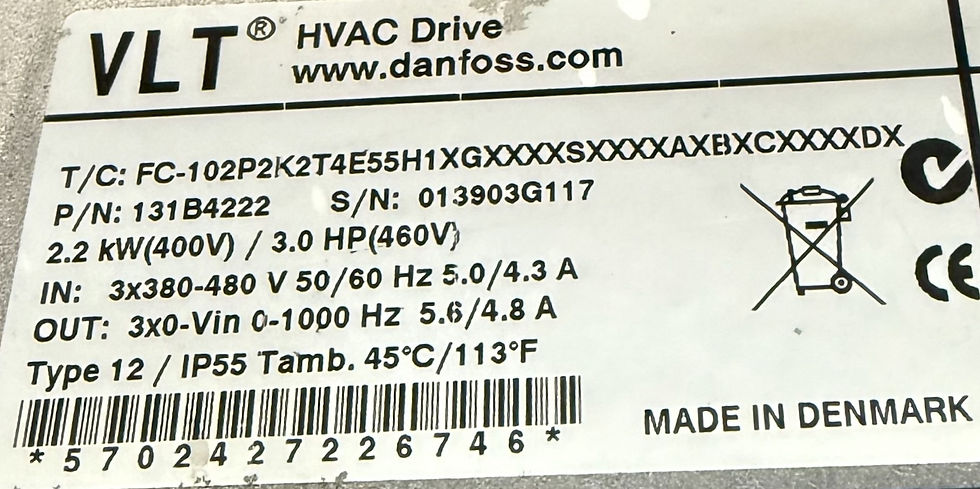 VLT® HVAC Drive
www.danfoss.com
T/C: FC-102P2K2T4E55H1XGXXXXSXXXXAXBXCXXXXDX
P/N: 131B4222 S/N: 013903G117
2.2 kW(400V) / 3.0 HP(460V)
IN: 3x380-480 V 50/60 Hz 5.0/4.3 A
OUT: 3x0-Vin 0-1000 Hz 5.6/4.8 A
Type 12 / IP55 Tamb. 45°C/113°F
*5702427226746*
CE
MADE IN DENMARK